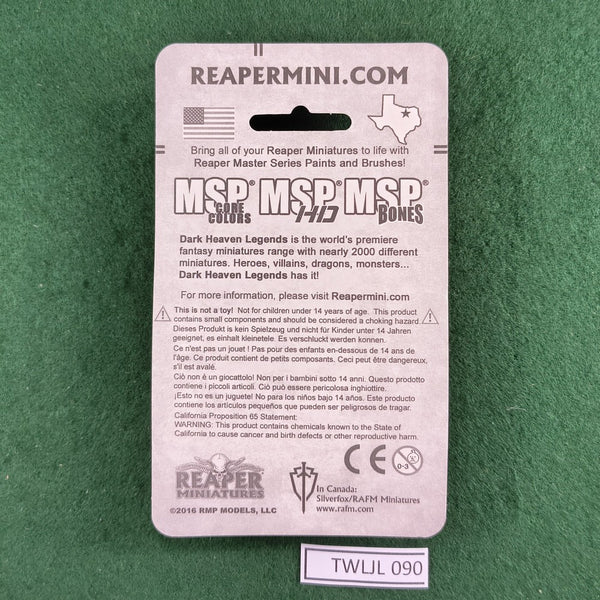 REAPERMINI.COM
Bring all of your Reaper Miniatures to life with
Reaper Master Series Paints and Brushes!
MSP® MSP® MSP®
CORE COLORS HD BONES
Dark Heaven Legends is the world's premiere
fantasy miniatures range with nearly 2000 different
miniatures. Heroes, villains, dragons, monsters...
Dark Heaven Legends has it!
For more information, please visit Reapermini.com
This is not a toy! Not for children under 14 years of age. This product
contains small components and should be considered a choking hazard.
Dieses Produkt is kein Spielzeug und nicht für Kinder unter 14 Jahren
geegnet, es einhalt kleinetele. Es verschluckt werden konen.
Ce n'est pas un jouet ! Pas pour des enfants en-dessous de 14 ans de
l'âge. Ce produit contient de petits composants. Ceci peut être dangereux,
s'il est avalé.
Ciò non è un giocattolo! Non per i bambini sotto 14 anni. Questo prodotto
contiene i piccoli articoli. Ciò può essere pericolosa inghiottire.
¡Esto no es un juguete! No para los niños bajo 14 años. Este producto
contiene los artículos pequeños que pueden ser peligrosos de tragar.
California Proposition 65 Statement:
WARNING: This product contains chemicals known to the State of
California to cause cancer and birth defects or other reproductive harm.
REAPER
MINIATURES
©2016 RMP MODELS, LLC
In Canada:
Silverfox/RAFM Miniatures
www.rafm.com
CE
0-3
TWLJL 090